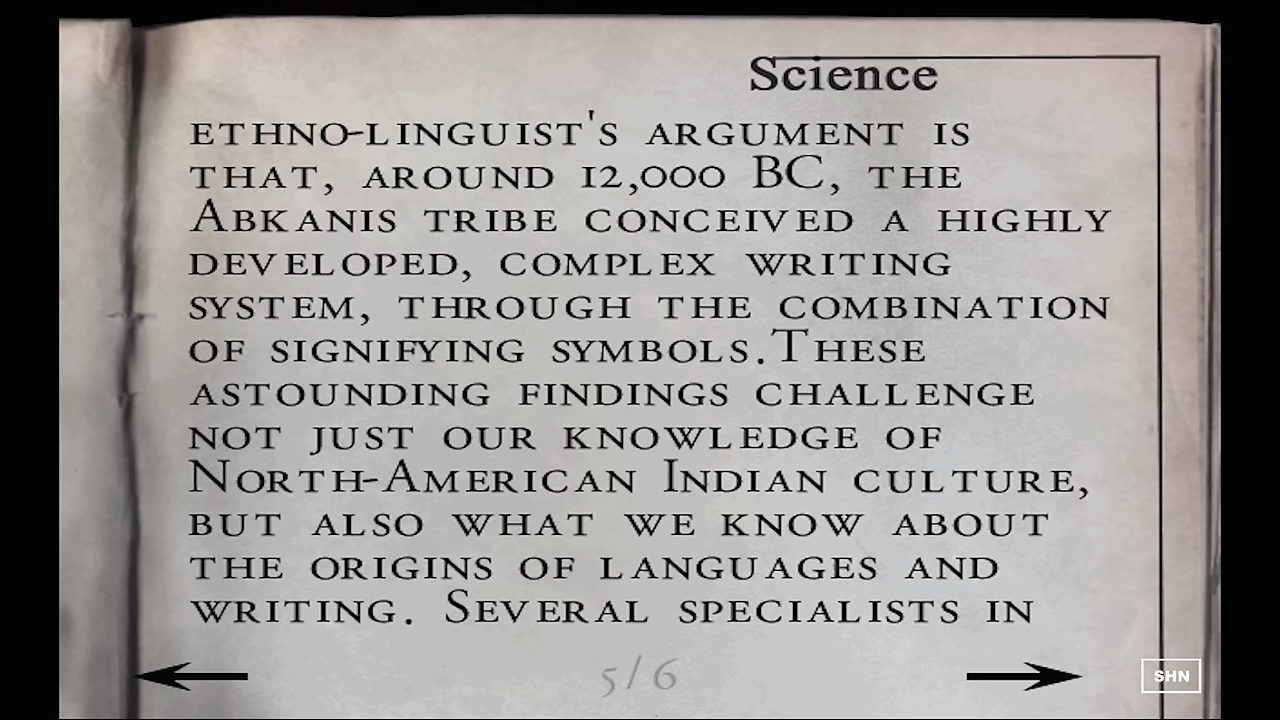 Science
ETHNO-LINGUIST'S ARGUMENT IS
THAT, AROUND 12,000 BC, THE
ABKANIS TRIBE CONCEIVED A HIGHLY
DEVELOPED, COMPLEX WRITING
SYSTEM, THROUGH THE COMBINATION
OF SIGNIFYING SYMBOLS.THESE
ASTOUNDING FINDINGS CHALLENGE
NOT JUST OUR KNOWLEDGE OF
NORTH-AMERICAN INDIAN CULTURE,
BUT ALSO WHAT WE KNOW ABOUT
THE ORIGINS OF LANGUAGES AND
WRITING. SEVERAL SPECIALISTS IN
5/6
SHN